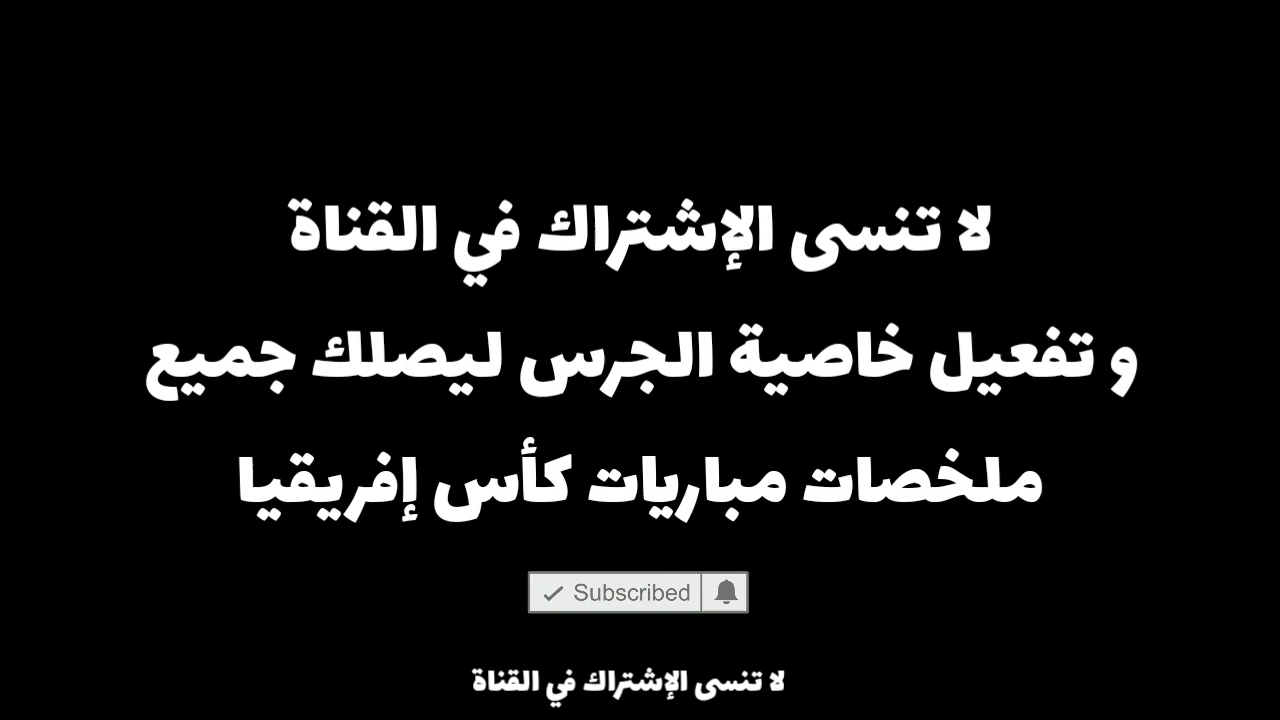 لا تنسى الإشتراك في القناة
و تفعيل خاصية الجرس ليصلك جميع
ملخصات مباريات كأس إفريقيا
Subscribed
لا تنسى الإشتراك في القناة